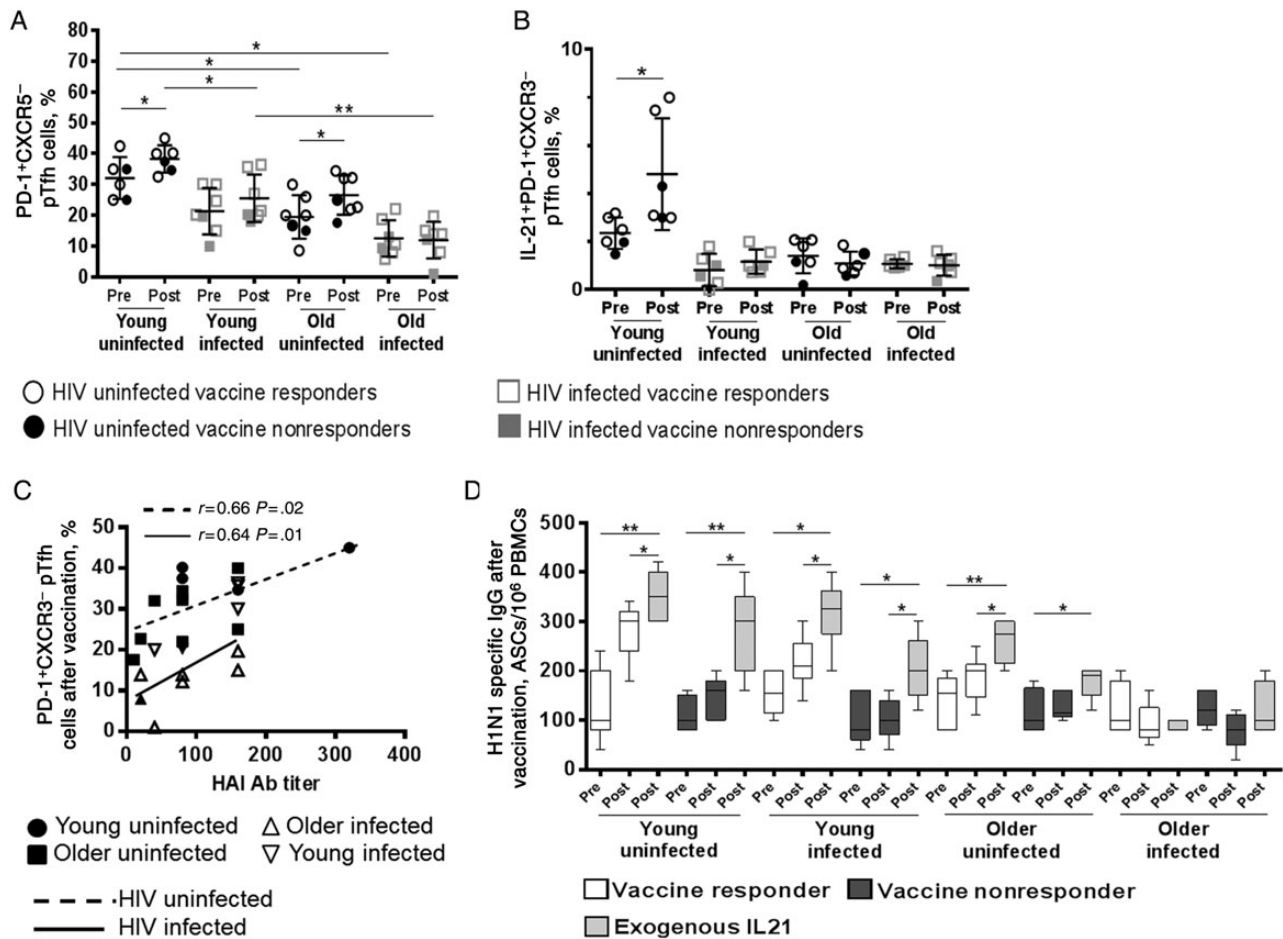 A
PD-1⁺CXCR5⁻
pTfh cells, %
80
70
60
50
40
30
20
10
0
*
*
*
*
**
*
Pre Post Pre Post Pre Post Pre Post
Young uninfected
Young infected
Old uninfected
Old infected
B
IL-21⁺PD-1⁺CXCR3⁻
pTfh cells, %
10
0
*
Pre Post Pre Post Pre Post Pre Post
Young uninfected
Young infected
Old uninfected
Old infected
HIV uninfected vaccine responders
HIV uninfected vaccine nonresponders
HIV infected vaccine responders
HIV infected vaccine nonresponders
C
PD-1⁺CXCR3⁻ pTfh
cells after vaccination, %
r=0.66 P=.02
r=0.64 P=.01
50
40
30
20
10
0
0 100 200 300 400
HAI Ab titer
Young uninfected
Older infected
Older uninfected
Young infected
HIV uninfected
HIV infected
D
H1N1 specific IgG after
vaccination, ASCs/10⁶ PBMCs
500
400
300
200
100
0
**
*
**
*
*
*
*
*
**
*
*
Pre Post Post Pre Post Post Pre Post Post Pre Post Post Pre Post Post Pre Post Post Pre Post Post Pre Post Post
Young
uninfected
Young
infected
Older
uninfected
Older
infected
Vaccine responder
Vaccine nonresponder
Exogenous IL21